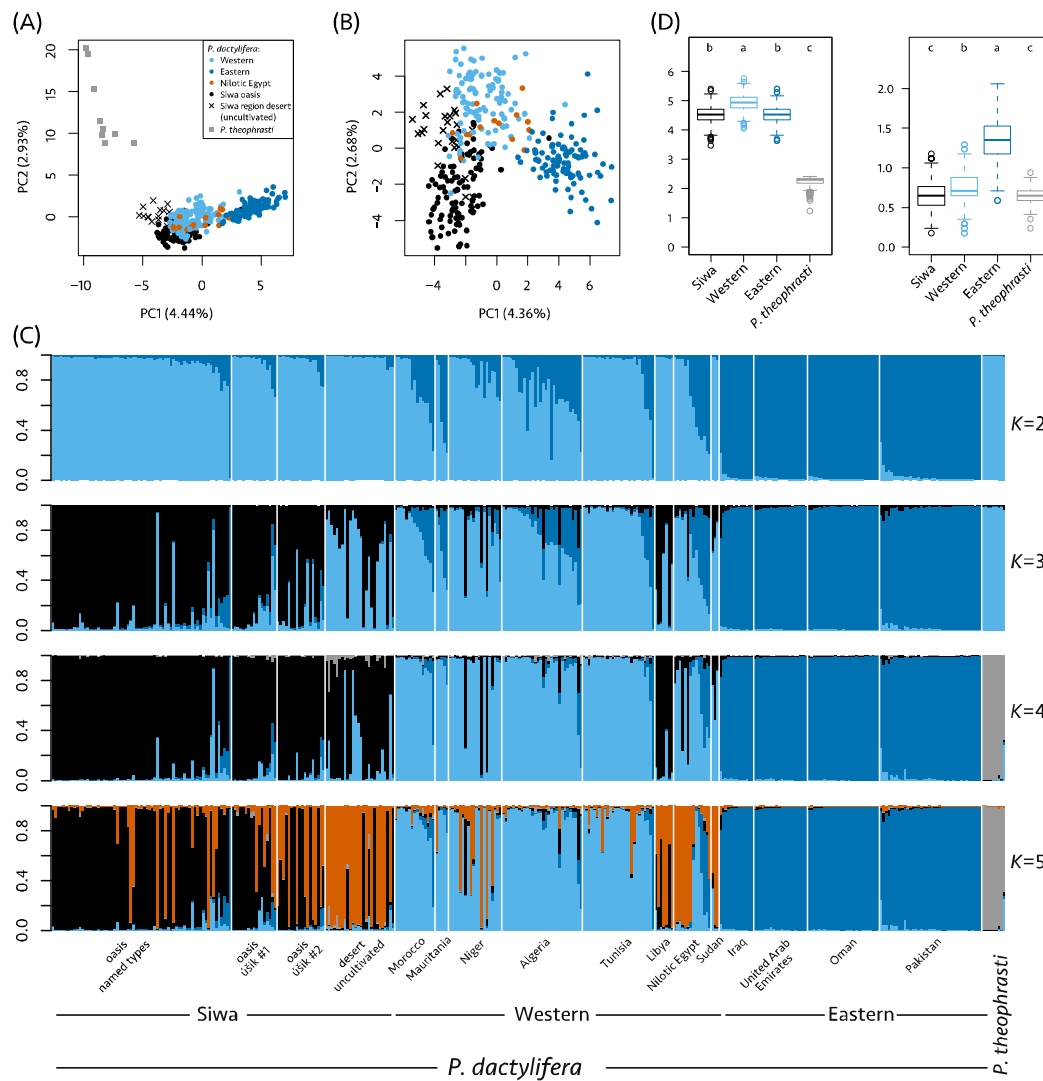 (A)
20
15
10
5
0
PC2 (2.93%)
−10
−5
0
5
PC1 (4.44%)
P. dactylifera:
Western
Eastern
Nilotic Egypt
Siwa oasis
Siwa region desert
(uncultivated)
P. theophrasti
(B)
4
2
0
−2
−4
PC2 (2.68%)
−4
−2
0
2
4
6
PC1 (4.36%)
(D)
b a b c
6
5
4
3
2
1
0
Siwa
Western
Eastern
P. theophrasti
c b a c
2.0
1.5
1.0
0.5
0.0
Siwa
Western
Eastern
P. theophrasti
(C)
0.8
0.4
0.0
K=2
0.8
0.4
0.0
K=3
0.8
0.4
0.0
K=4
0.8
0.4
0.0
K=5
oasis
named types
oasis
úšik #1
oasis
úšik #2
desert
uncultivated
Morocco
Mauritania
Niger
Algeria
Tunisia
Libya
Nilotic Egypt
Sudan
Iraq
United Arab
Emirates
Oman
Pakistan
Siwa
Western
Eastern
P. theophrasti
P. dactylifera